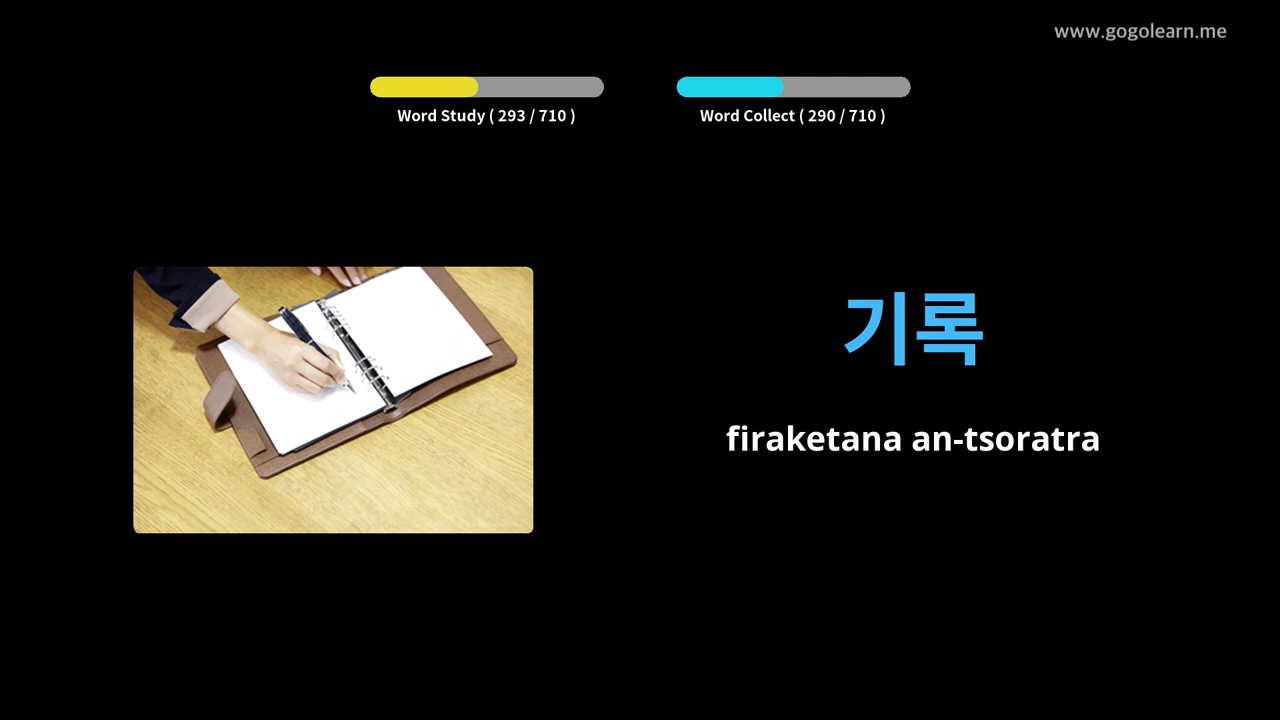 www.gogolearn.me
Word Study ( 293 / 710 )
Word Collect ( 290 / 710 )
기록
firaketana an-tsoratra